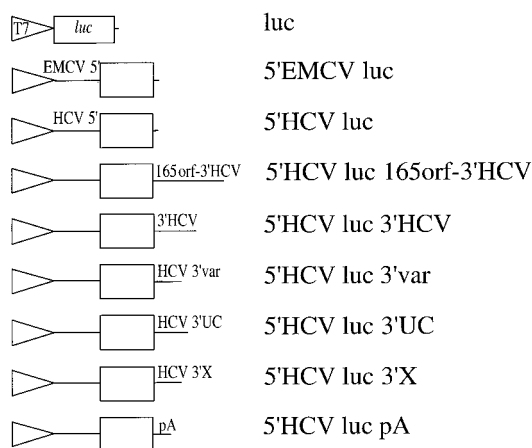 T7 luc luc
EMCV 5' 5'EMCV luc
HCV 5' 5'HCV luc
165orf-3'HCV 5'HCV luc 165orf-3'HCV
3'HCV 5'HCV luc 3'HCV
HCV 3'var 5'HCV luc 3'var
HCV 3'UC 5'HCV luc 3'UC
HCV 3'X 5'HCV luc 3'X
pA 5'HCV luc pA